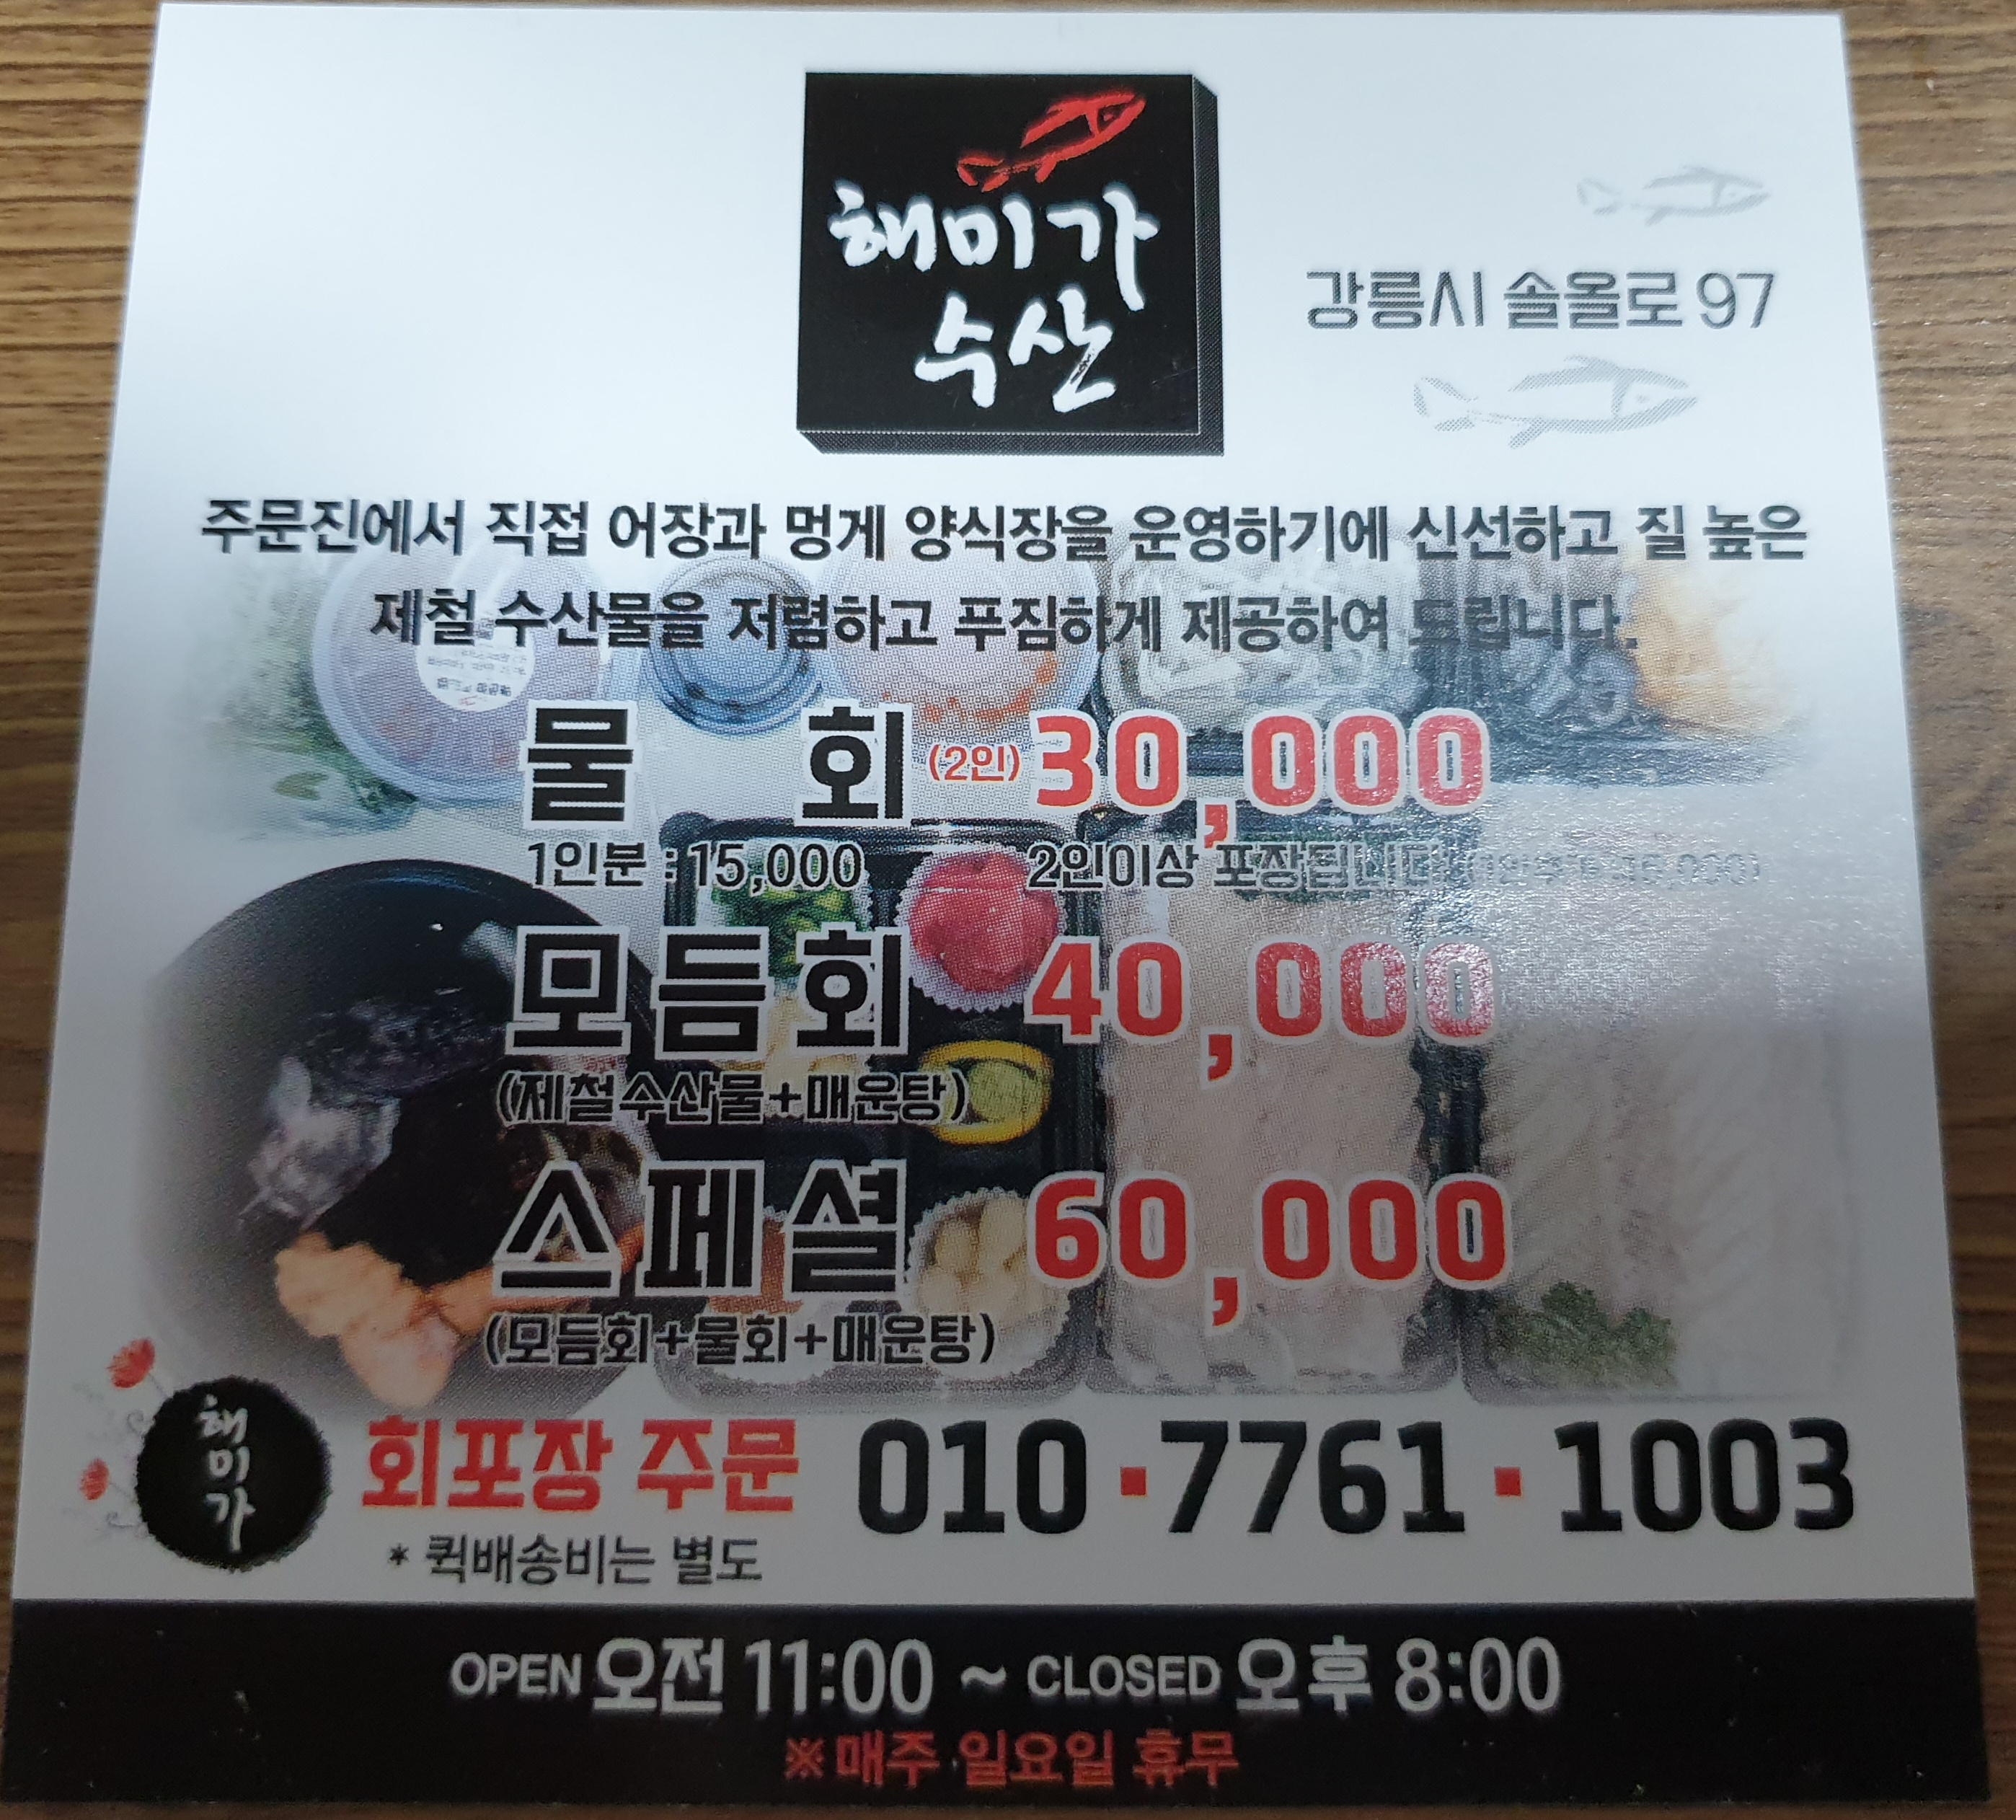 해미가
수산
강릉시 솔올로 97
주문진에서 직접 어장과 멍게 양식장을 운영하기에 신선하고 질 높은
제철 수산물을 저렴하고 푸짐하게 제공하여 드립니다.
물 회 (2인) 30,000
1인분 : 15,000 2인이상 포장됩니다
모듬회 40,000
(제철수산물+매운탕)
스페셜 60,000
(모듬회+물회+매운탕)
해미가
회포장 주문 010·7761·1003
* 퀵배송비는 별도
OPEN 오전 11:00 ~ CLOSED 오후 8:00
※매주 일요일 휴무